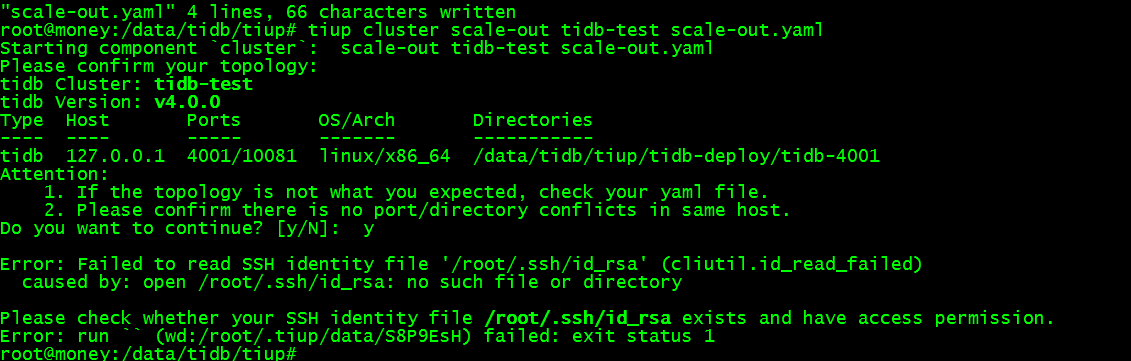 "scale-out.yaml" 4 lines, 66 characters written
root@money:/data/tidb/tiup# tiup cluster scale-out tidb-test scale-out.yaml
Starting component `cluster`:  scale-out tidb-test scale-out.yaml
Please confirm your topology:
tidb Cluster: tidb-test
tidb Version: v4.0.0
Type  Host       Ports       OS/Arch       Directories
----  ----       -----       -------       -----------
tidb  127.0.0.1  4001/10081  linux/x86_64  /data/tidb/tiup/tidb-deploy/tidb-4001
Attention:
    1. If the topology is not what you expected, check your yaml file.
    2. Please confirm there is no port/directory conflicts in same host.
Do you want to continue? [y/N]:  y
Error: Failed to read SSH identity file '/root/.ssh/id_rsa' (cliutil.id_read_failed)
  caused by: open /root/.ssh/id_rsa: no such file or directory
Please check whether your SSH identity file /root/.ssh/id_rsa exists and have access permission.
Error: run `` (wd:/root/.tiup/data/S8P9EsH) failed: exit status 1
root@money:/data/tidb/tiup#